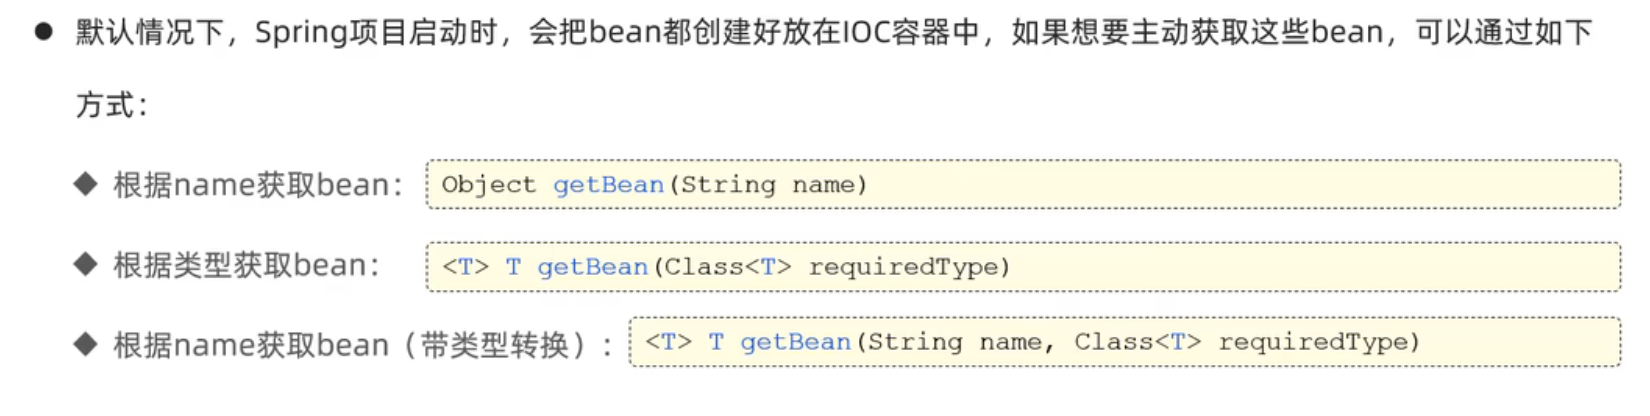 ● 默认情况下，Spring项目启动时，会把bean都创建好放在IOC容器中，如果想要主动获取这些bean，可以通过如下
方式：
◆ 根据name获取bean： Object getBean(String name)
◆ 根据类型获取bean： <T> T getBean(Class<T> requiredType)
◆ 根据name获取bean（带类型转换）： <T> T getBean(String name, Class<T> requiredType)